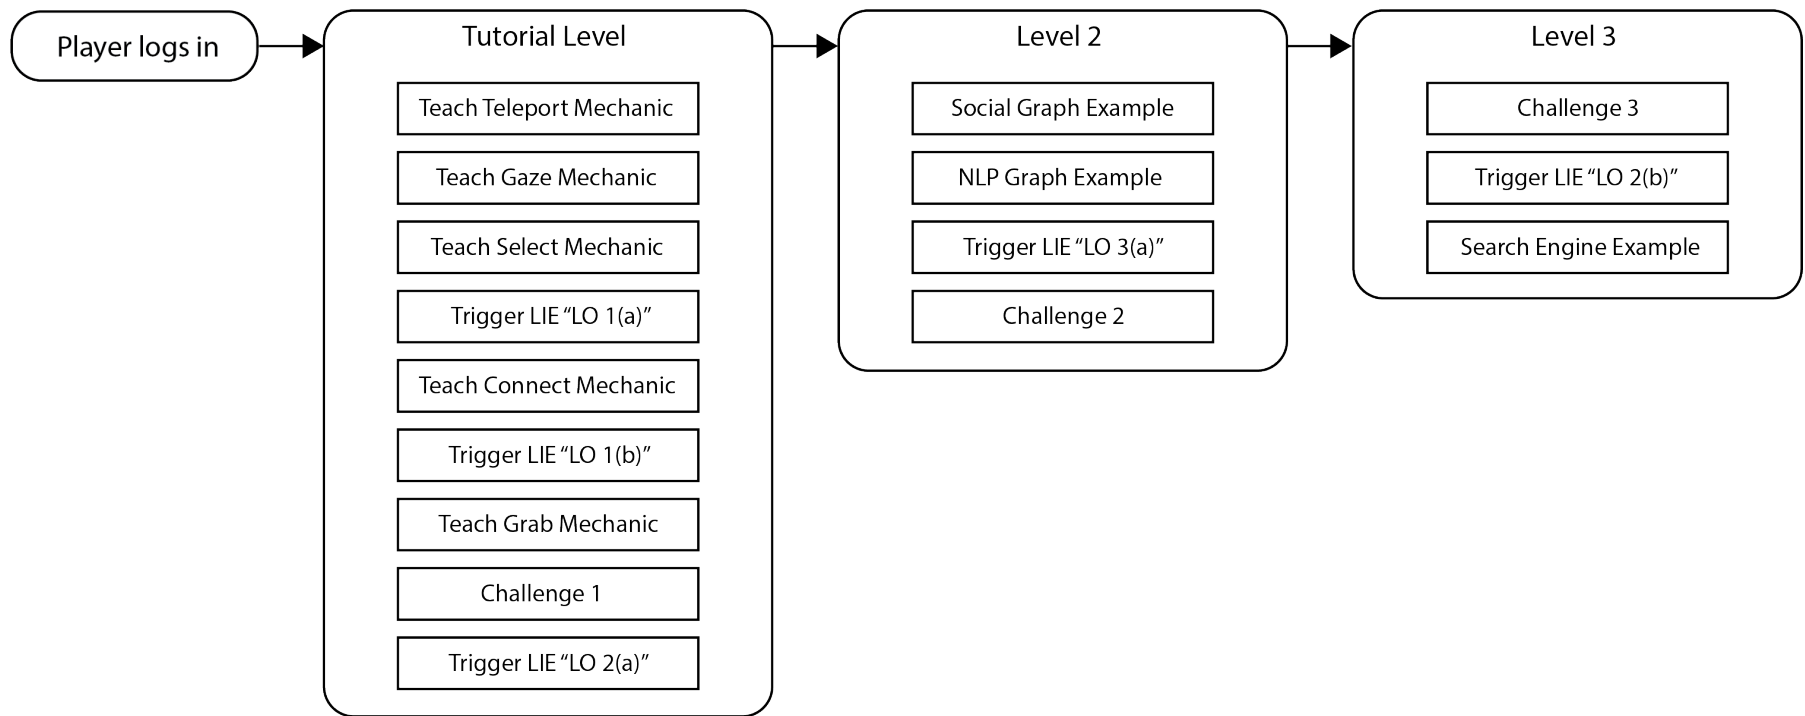 Player logs in
Tutorial Level
Teach Teleport Mechanic
Teach Gaze Mechanic
Teach Select Mechanic
Trigger LIE “LO 1(a)”
Teach Connect Mechanic
Trigger LIE “LO 1(b)”
Teach Grab Mechanic
Challenge 1
Trigger LIE “LO 2(a)”
Level 2
Social Graph Example
NLP Graph Example
Trigger LIE “LO 3(a)”
Challenge 2
Level 3
Challenge 3
Trigger LIE “LO 2(b)”
Search Engine Example